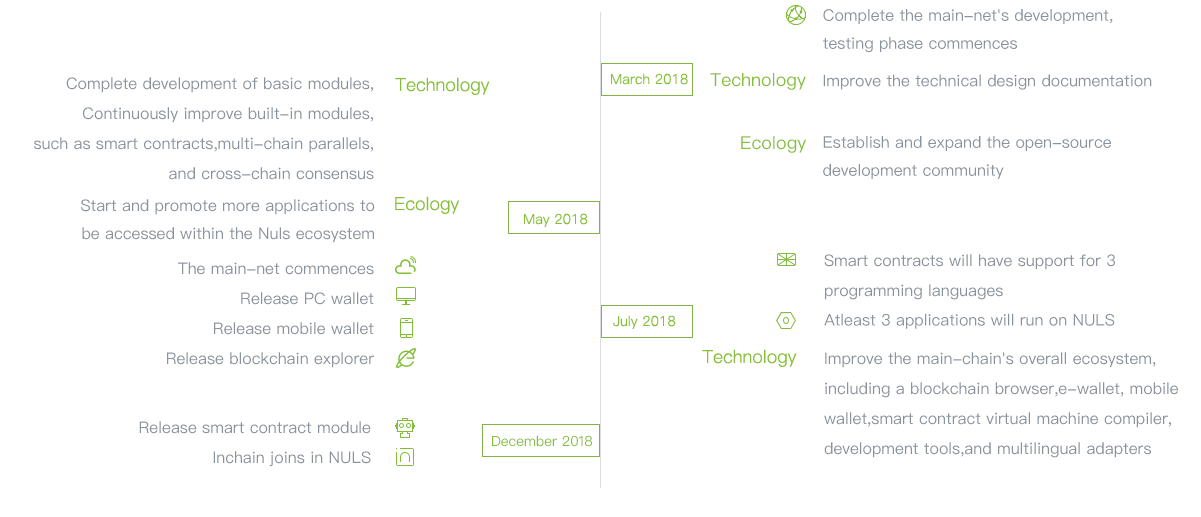 Complete the main-net's development,
testing phase commences
March 2018
Technology
Improve the technical design documentation
Ecology
Establish and expand the open-source
development community
Technology
Complete development of basic modules,
Continuously improve built-in modules,
such as smart contracts,multi-chain parallels,
and cross-chain consensus
Ecology
Start and promote more applications to
be accessed within the Nuls ecosystem
May 2018
The main-net commences
Release PC wallet
Release mobile wallet
Release blockchain explorer
Smart contracts will have support for 3
programming languages
July 2018
Atleast 3 applications will run on NULS
Technology
Improve the main-chain's overall ecosystem,
including a blockchain browser,e-wallet, mobile
wallet,smart contract virtual machine compiler,
development tools,and multilingual adapters
Release smart contract module
December 2018
Inchain joins in NULS